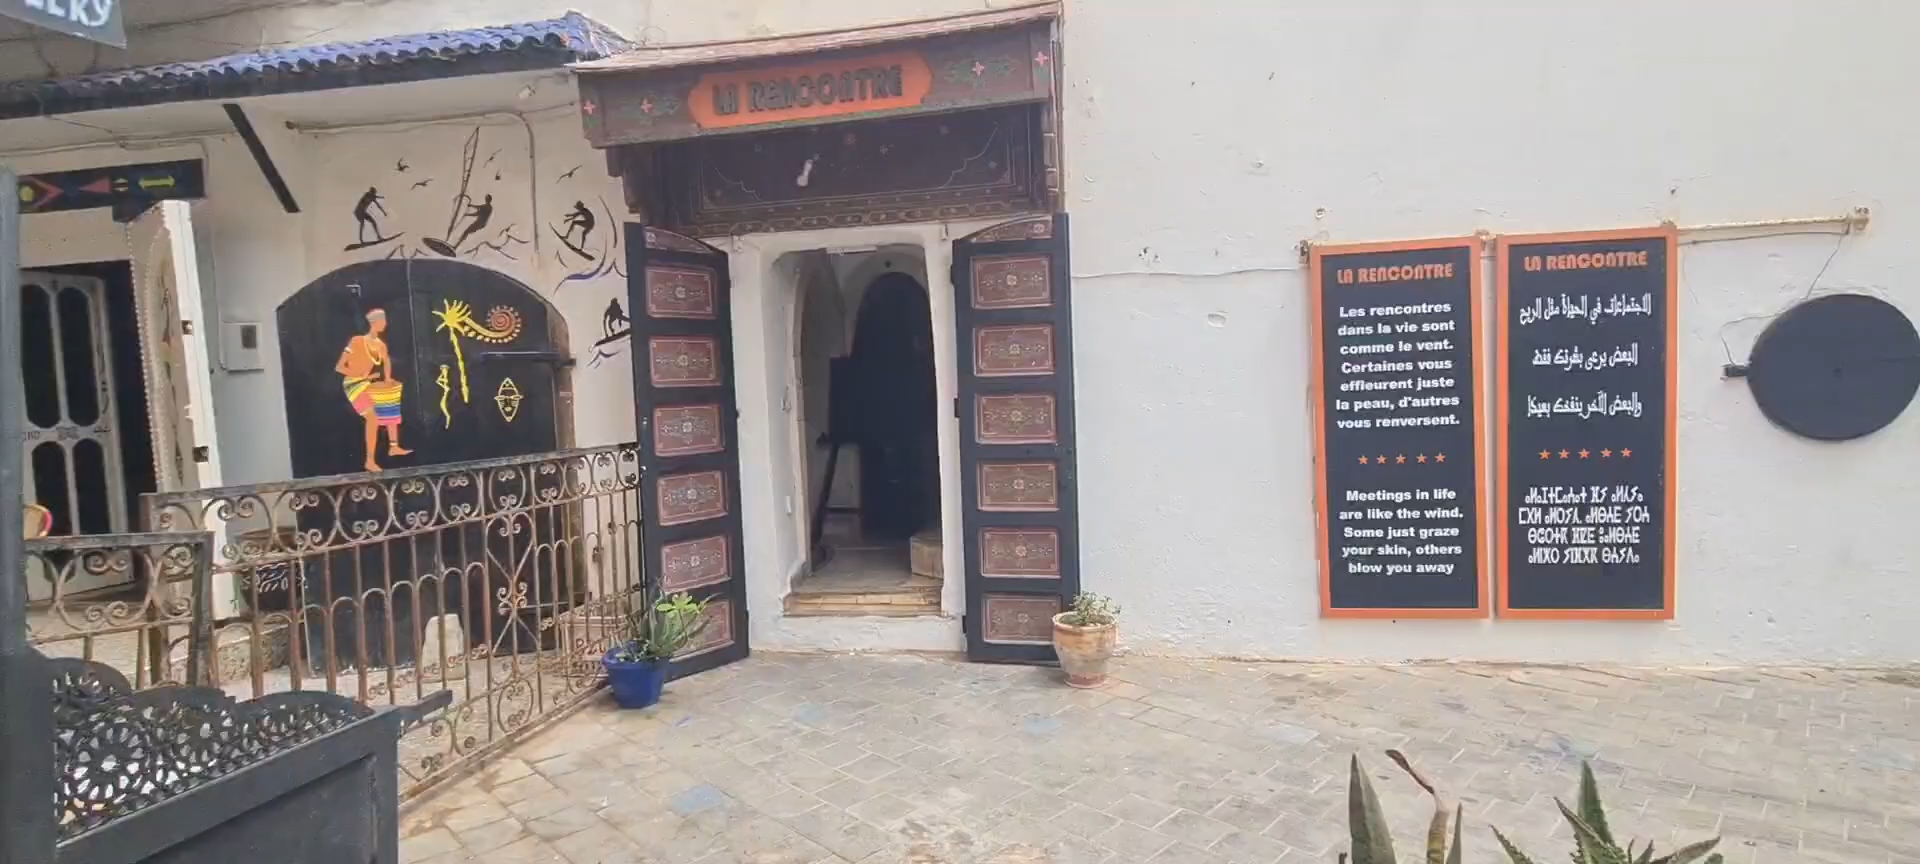 LA RENCONTRE
LA RENCONTRE
Les rencontres
dans la vie sont
comme le vent.
Certaines vous
effleurent juste
la peau, d'autres
vous renversent.
Meetings in life
are like the wind.
Some just graze
your skin, others
blow you away
LA RENCONTRE
الاجتماعات في الحياة مثل الريح
البعض يرعى بشرتك فقط
والبعض الآخر ينفخك بعيدا